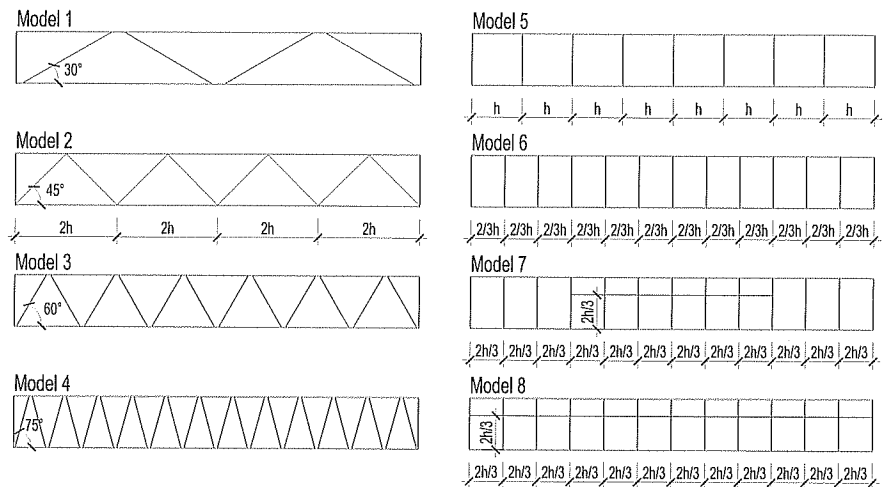 Model 1
30°
Model 2
45°
2h 2h 2h 2h
Model 3
60°
Model 4
75°
Model 5
h h h h h h h h
Model 6
2/3h 2/3h 2/3h 2/3h 2/3h 2/3h 2/3h 2/3h 2/3h 2/3h 2/3h 2/3h
Model 7
2h/3
2h/3 2h/3 2h/3 2h/3 2h/3 2h/3 2h/3 2h/3 2h/3 2h/3 2h/3 2h/3
Model 8
2h/3
2h/3 2h/3 2h/3 2h/3 2h/3 2h/3 2h/3 2h/3 2h/3 2h/3 2h/3 2h/3